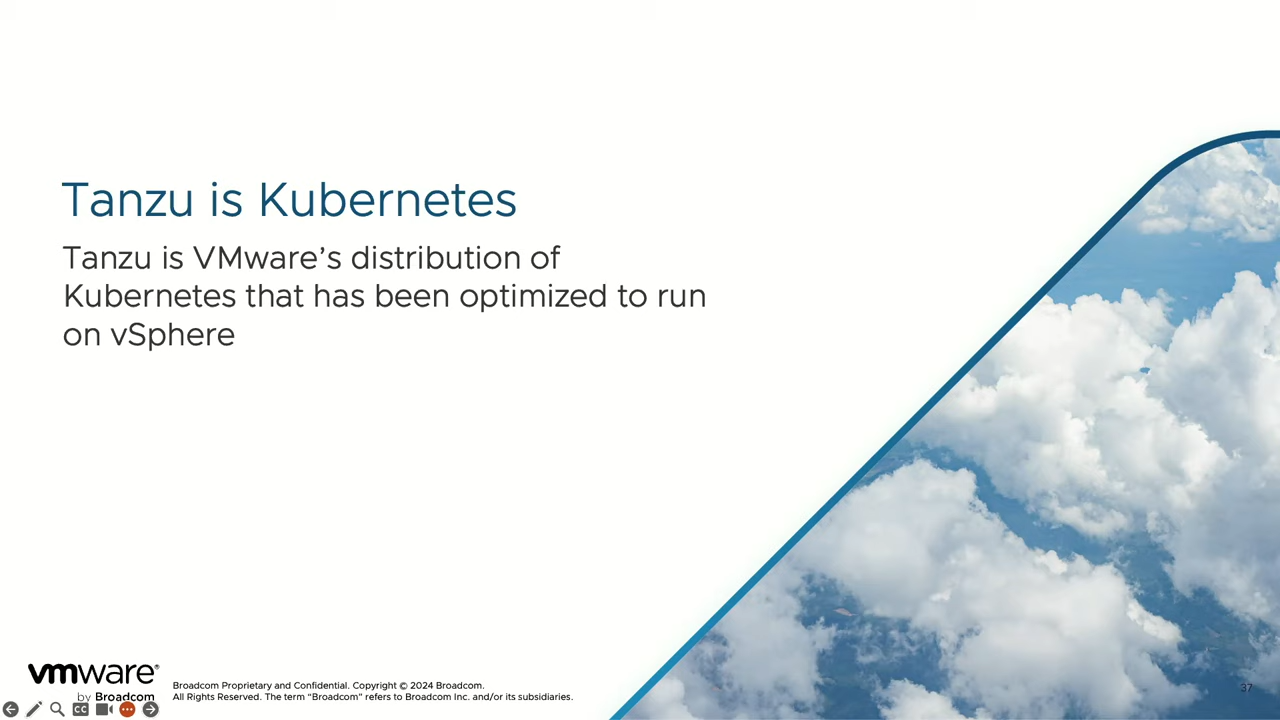 Tanzu is Kubernetes
Tanzu is VMware’s distribution of
Kubernetes that has been optimized to run
on vSphere
vmware®
by Broadcom
Broadcom Proprietary and Confidential. Copyright © 2024 Broadcom.
All Rights Reserved. The term “Broadcom” refers to Broadcom Inc. and/or its subsidiaries.
CC
37